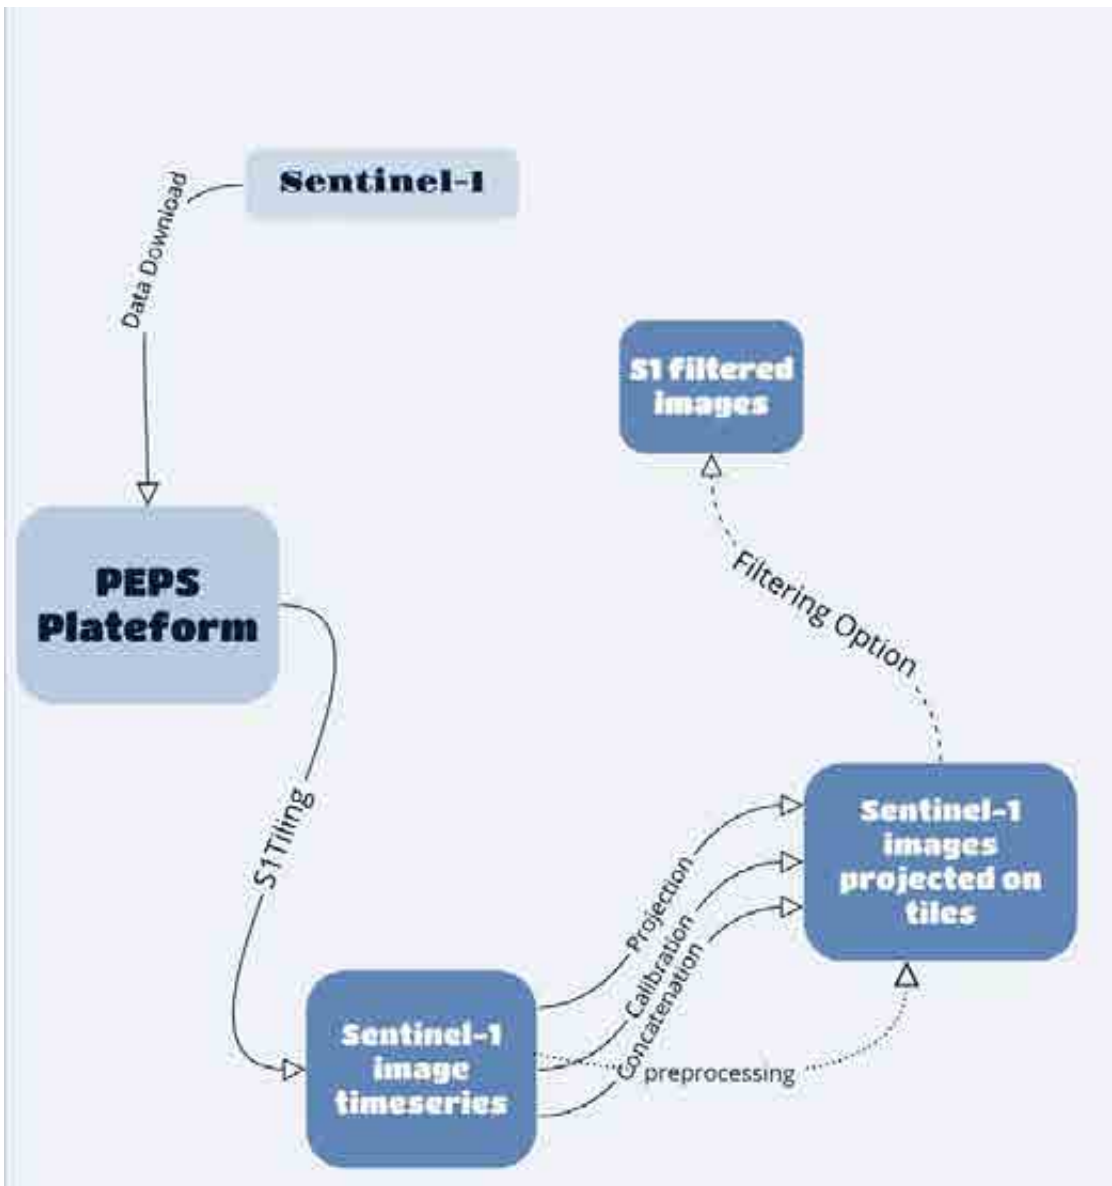 Sentinel-1
Data Download
S1 filtered
images
Filtering Option
PEPS
Plateform
S1Tiling
Sentinel-1
images
projected on
tiles
Projection
Calibration
Concatenation
preprocessing
Sentinel-1
image
timeseries